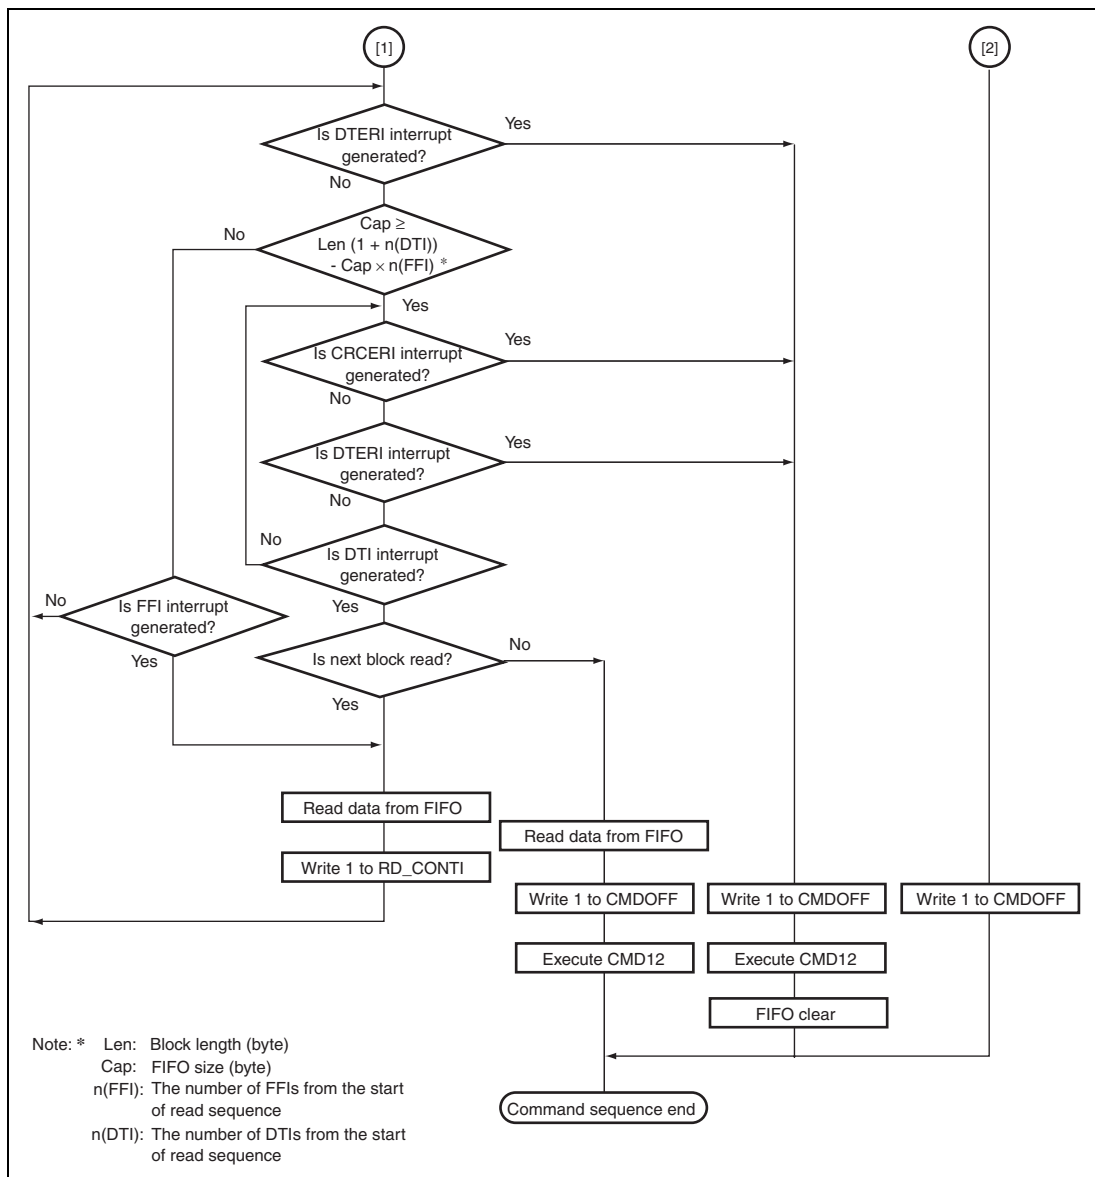 [1]
[2]
Is DTERI interrupt
generated?
Yes
No
Cap ≥
Len (1 + n(DTI))
- Cap × n(FFI) *
No
Yes
Is CRCERI interrupt
generated?
Yes
No
Is DTERI interrupt
generated?
Yes
No
Is DTI interrupt
generated?
No
Yes
Is FFI interrupt
generated?
No
Yes
Is next block read?
No
Yes
Read data from FIFO
Write 1 to RD_CONTI
Read data from FIFO
Write 1 to CMDOFF
Execute CMD12
Write 1 to CMDOFF
Execute CMD12
FIFO clear
Write 1 to CMDOFF
Command sequence end
Note: * Len: Block length (byte)
Cap: FIFO size (byte)
n(FFI): The number of FFIs from the start
of read sequence
n(DTI): The number of DTIs from the start
of read sequence